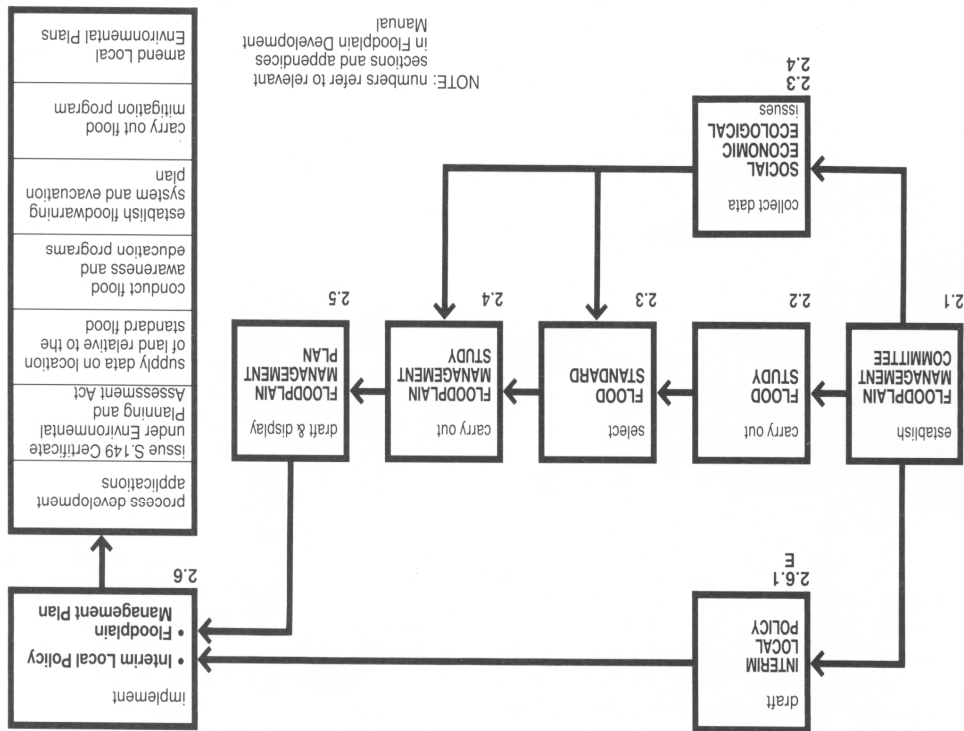 establish
FLOODPLAIN
MANAGEMENT
COMMITTEE
2.1
draft
INTERIM
LOCAL
POLICY
2.6.1
E
carry out
FLOOD
STUDY
2.2
collect data
SOCIAL
ECONOMIC
ECOLOGICAL
issues
2.3
2.4
select
FLOOD
STANDARD
2.3
carry out
FLOODPLAIN
MANAGEMENT
STUDY
2.4
draft & display
FLOODPLAIN
MANAGEMENT
PLAN
2.5
implement
• Interim Local Policy
• Floodplain
Management Plan
2.6
process development
applications
issue S.149 Certificate
under Environmental
Planning and
Assessment Act
supply data on location
of land relative to the
standard flood
conduct flood
awareness and
education programs
establish floodwarning
system and evacuation
plan
carry out flood
mitigation program
amend Local
Environmental Plans
NOTE: numbers refer to relevant
sections and appendices
in Floodplain Development
Manual